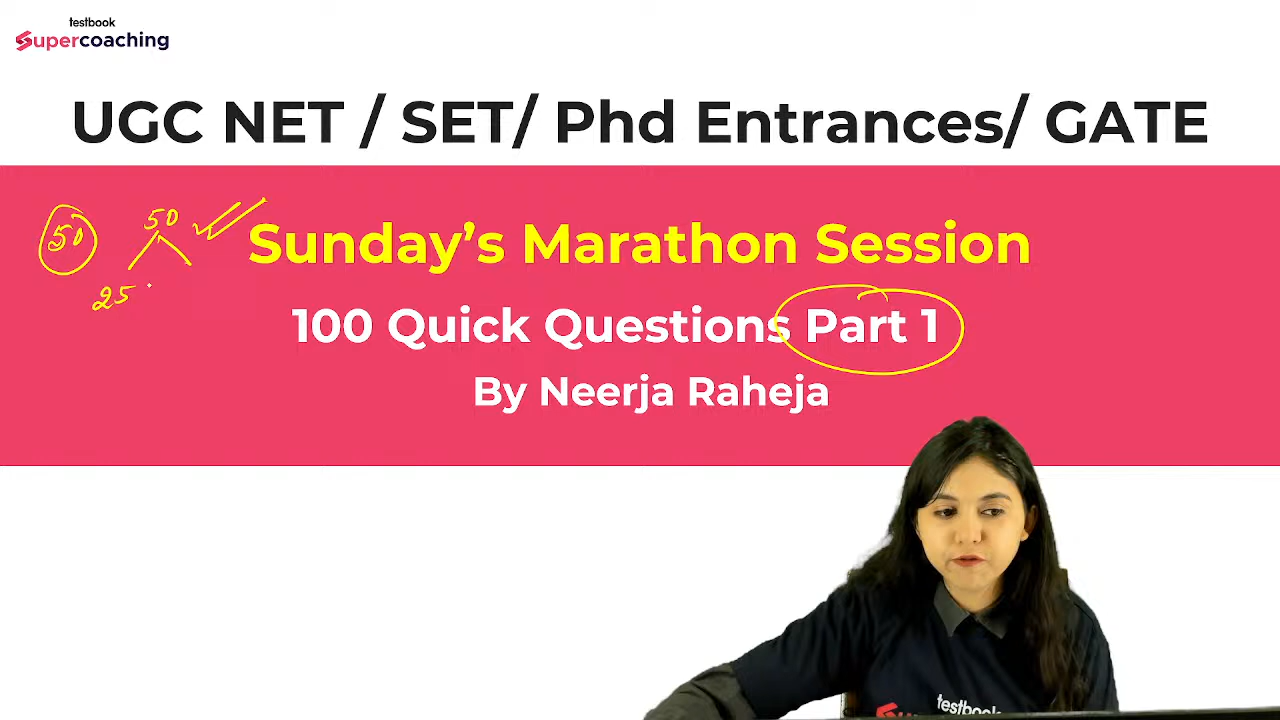 testbook
Supercoaching
UGC NET / SET/ Phd Entrances/ GATE
50 50
25
Sunday's Marathon Session
100 Quick Questions Part 1
By Neerja Raheja
testbook